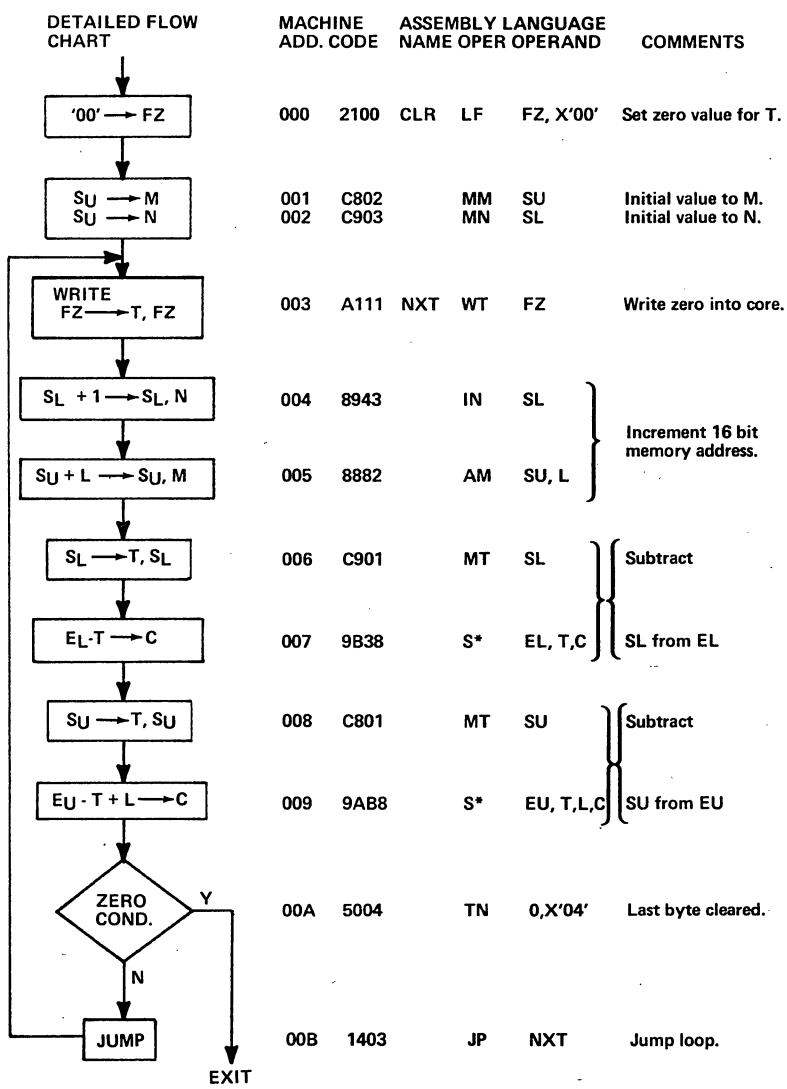 DETAILED FLOW CHART MACHINE ADD. CODE ASSEMBLY LANGUAGE NAME OPER OPERAND COMMENTS
'00' → FZ 000 2100 CLR LF FZ, X'00' Set zero value for T.
SU → M 001 C802 MM SU Initial value to M.
SU → N 002 C903 MN SL Initial value to N.
WRITE
FZ → T, FZ 003 A111 NXT WT FZ Write zero into core.
SL + 1 → SL, N 004 8943 IN SL
Increment 16 bit
memory address.
SU + L → SU, M 005 8882 AM SU, L
SL → T, SL 006 C901 MT SL Subtract
EL-T → C 007 9B38 S* EL, T,C SL from EL
SU → T, SU 008 C801 MT SU Subtract
EU - T + L → C 009 9AB8 S* EU, T,L,C SU from EU
ZERO
COND. Y 00A 5004 TN 0,X'04' Last byte cleared.
N
JUMP 00B 1403 JP NXT Jump loop.
EXIT